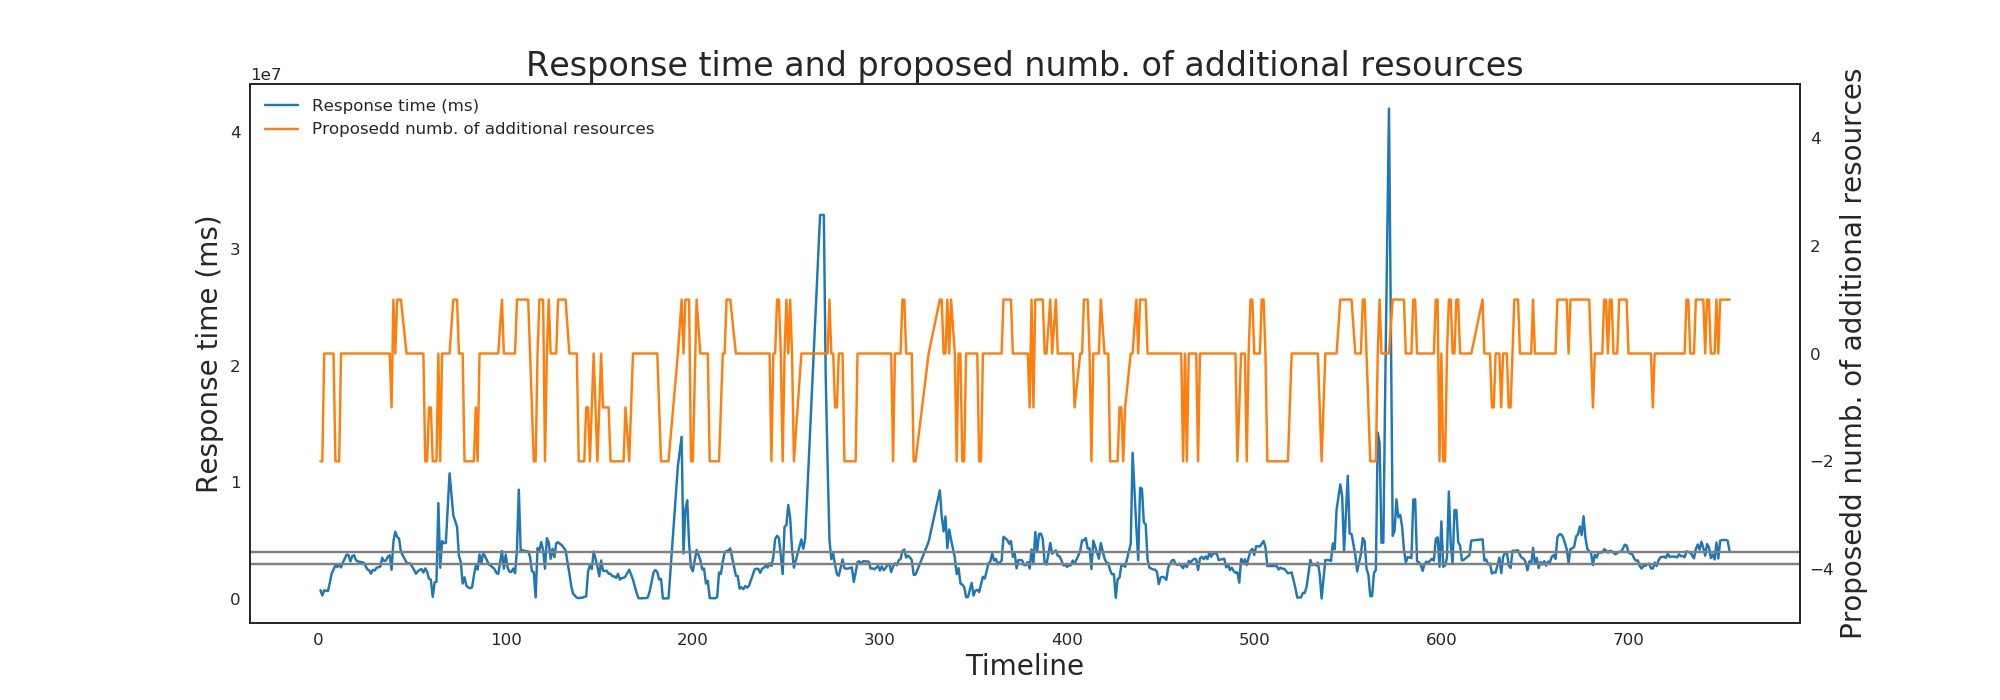 Response time and proposed numb. of additional resources
1e7
Response time (ms)
Proposedd numb. of additional resources
4
3
2
1
0
Response time (ms)
4
2
0
−2
−4
Proposedd numb. of additional resources
0 100 200 300 400 500 600 700
Timeline